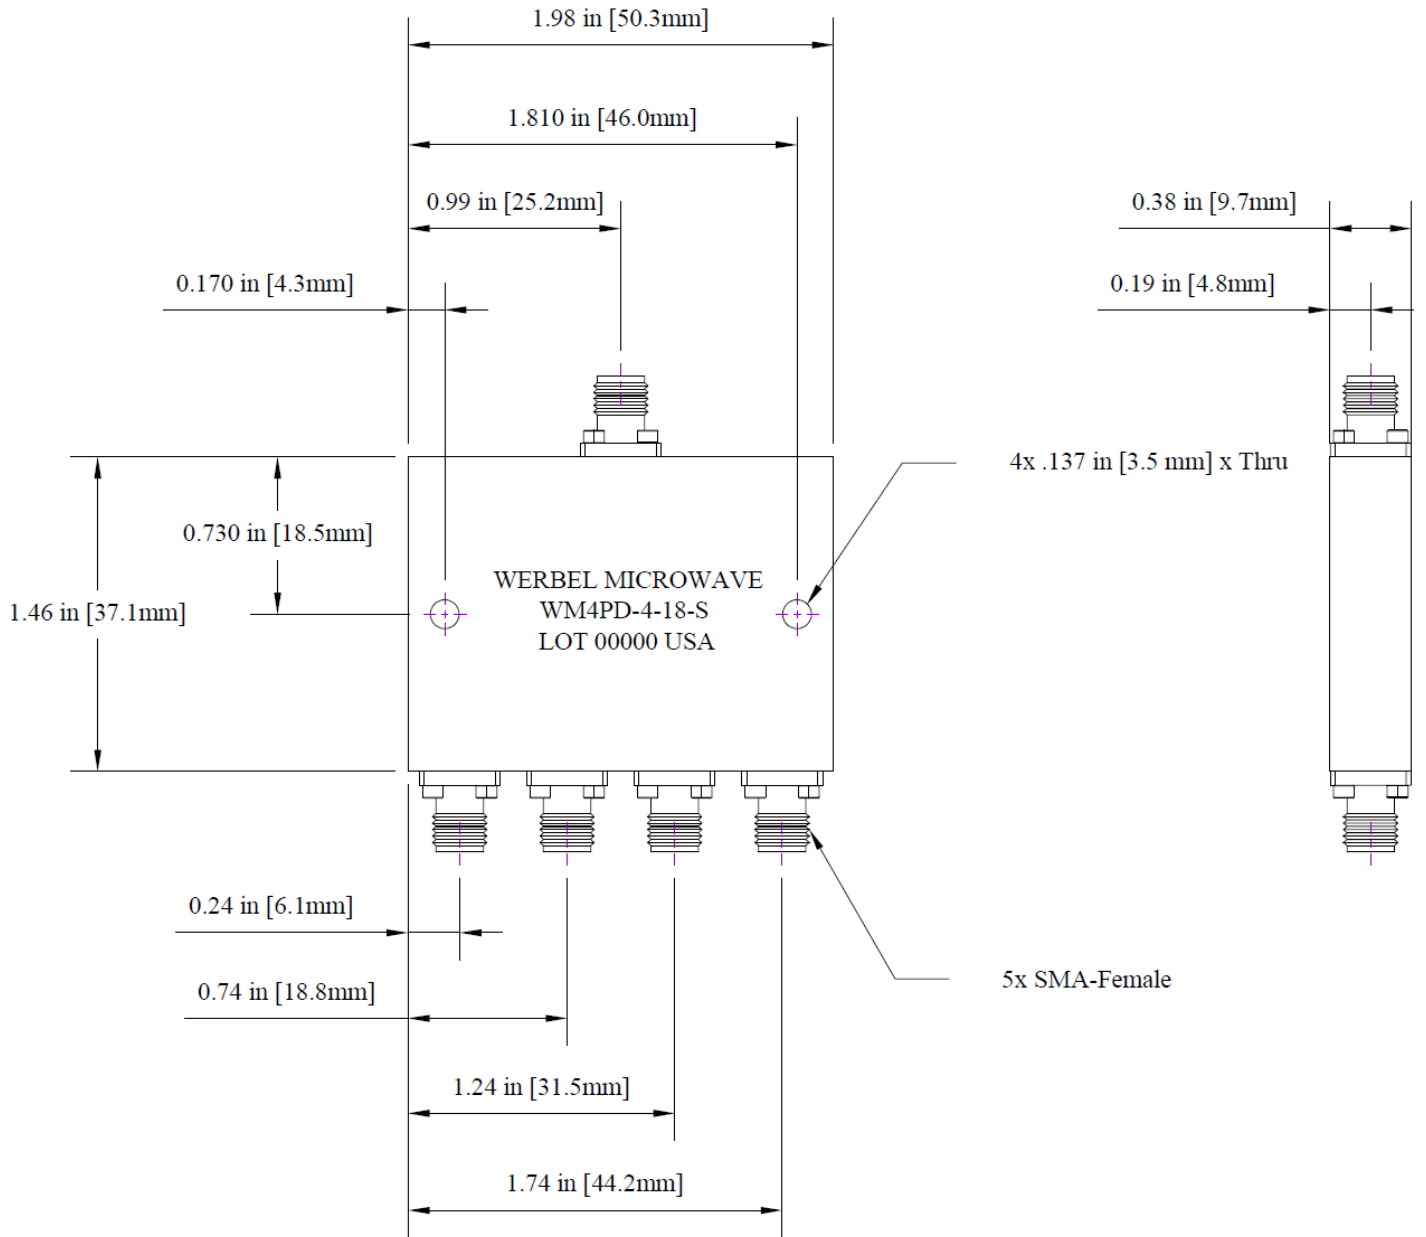 1.98 in [50.3mm]
1.810 in [46.0mm]
0.99 in [25.2mm]
0.38 in [9.7mm]
0.170 in [4.3mm]
0.19 in [4.8mm]
4x .137 in [3.5 mm] x Thru
0.730 in [18.5mm]
WERBEL MICROWAVE
WM4PD-4-18-S
LOT 00000 USA
1.46 in [37.1mm]
0.24 in [6.1mm]
5x SMA-Female
0.74 in [18.8mm]
1.24 in [31.5mm]
1.74 in [44.2mm]